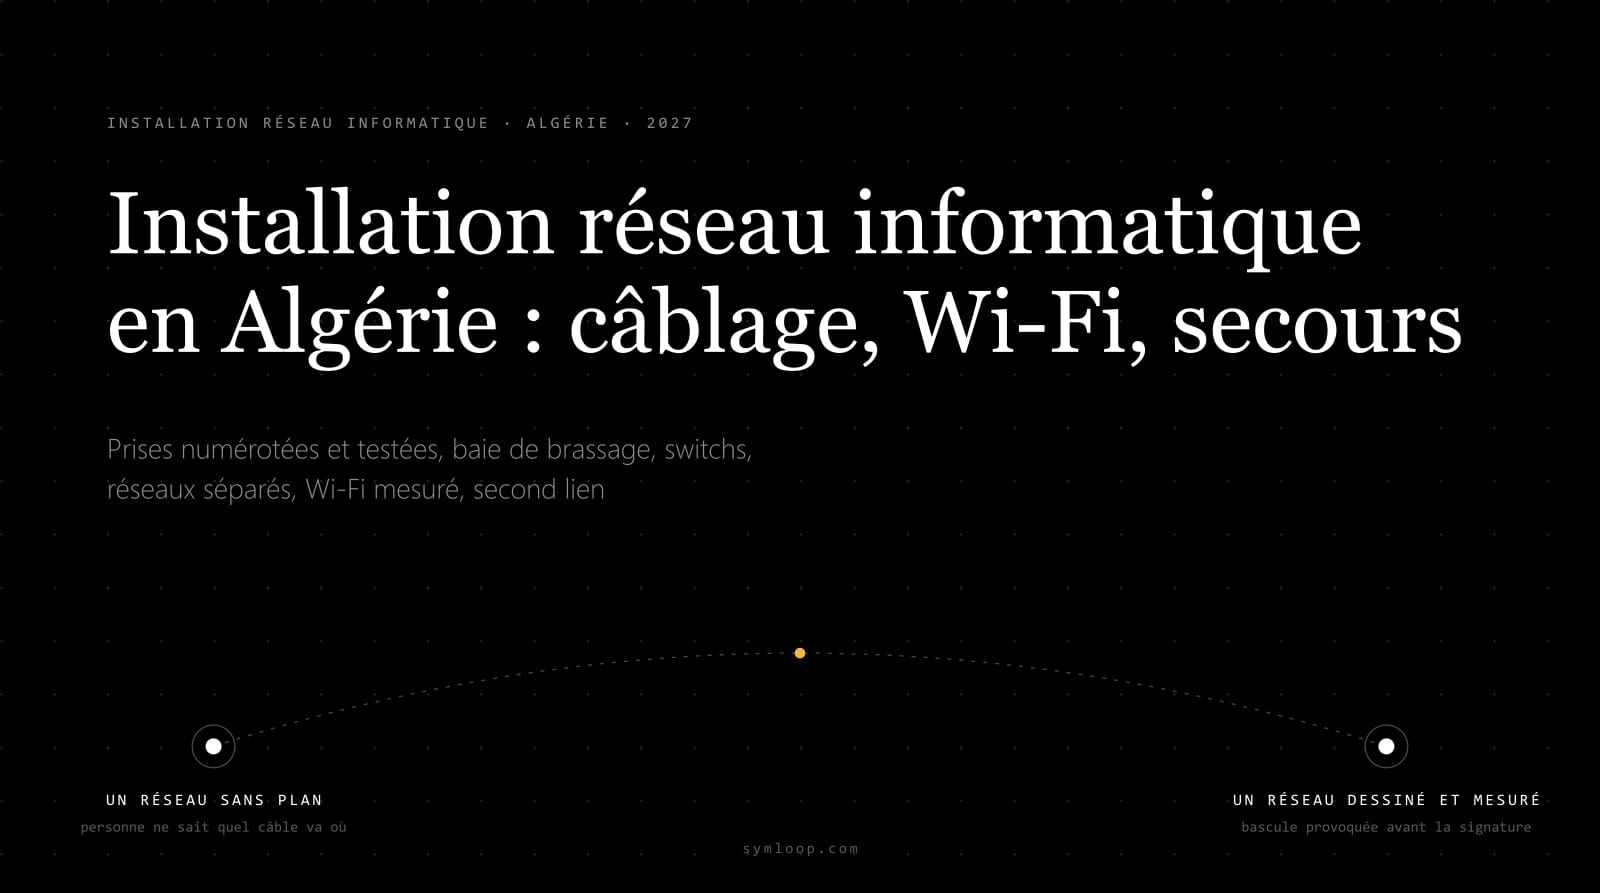 INSTALLATION RÉSEAU INFORMATIQUE · ALGÉRIE · 2027
Installation réseau informatique
en Algérie : câblage, Wi-Fi, secours
Prises numérotées et testées, baie de brassage, switchs,
réseaux séparés, Wi-Fi mesuré, second lien
UN RÉSEAU SANS PLAN
personne ne sait quel câble va où
UN RÉSEAU DESSINÉ ET MESURÉ
bascule provoquée avant la signature
symloop.com